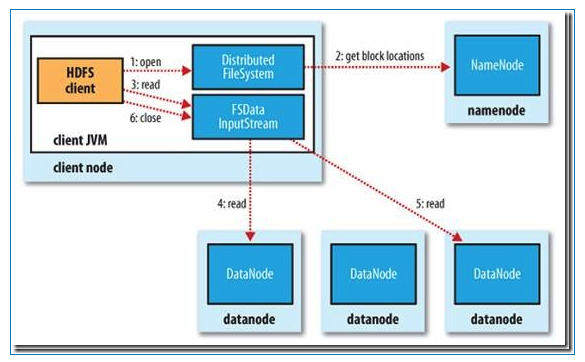 HDFS
client
1: open
3: read
6: close
Distributed
FileSystem
FSData
InputStream
client JVM
client node
2: get block locations
NameNode
namenode
4: read
5: read
DataNode
datanode
DataNode
datanode
DataNode
datanode